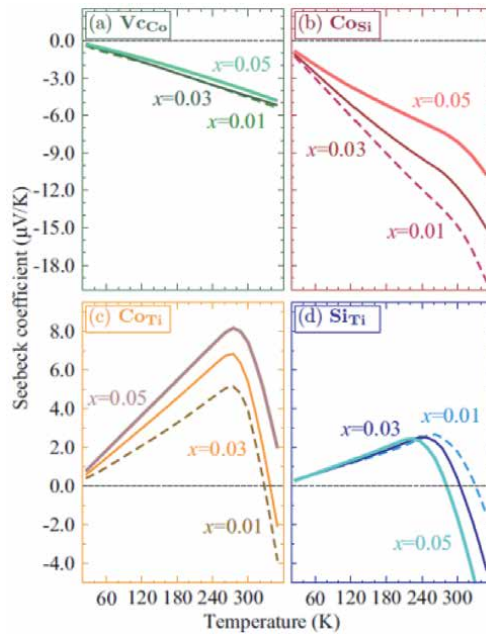 (a) Vc_Co
(b) Co_Si
0.0
-3.0
-6.0
-9.0
-12.0
-15.0
-18.0
x=0.05
x=0.03
x=0.01
x=0.05
x=0.03
x=0.01
Seebeck coefficient (μV/K)
(c) Co_Ti
(d) Si_Ti
8.0
6.0
4.0
2.0
0.0
-2.0
-4.0
x=0.05
x=0.03
x=0.01
x=0.01
x=0.03
x=0.05
60 120 180 240 300
60 120 180 240 300
Temperature (K)
Temperature (K)